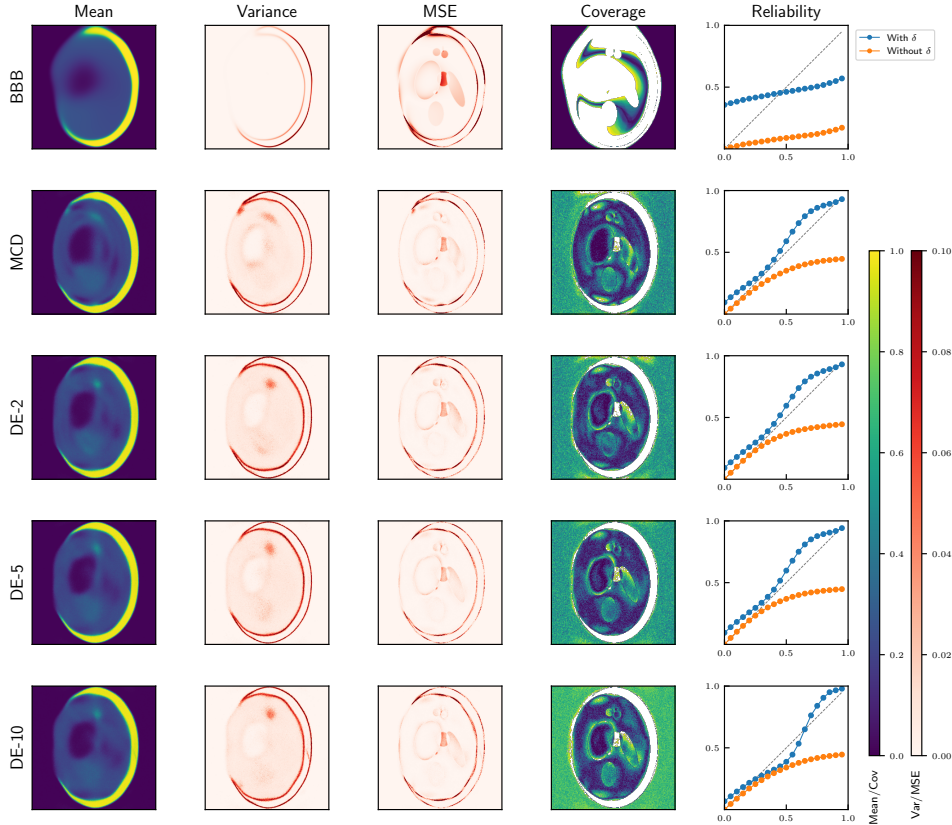 Mean Variance MSE Coverage Reliability
BBB
1.0
0.5
0.0 0.5 1.0
With δ
Without δ
MCD
1.0
0.5
0.0 0.5 1.0
DE-2
1.0
0.5
0.0 0.5 1.0
DE-5
1.0
0.5
0.0 0.5 1.0
DE-10
1.0
0.5
0.0 0.5 1.0
1.0 0.10
0.8 0.08
0.6 0.06
0.4 0.04
0.2 0.02
0.0 0.00
Mean/Cov
Var/MSE